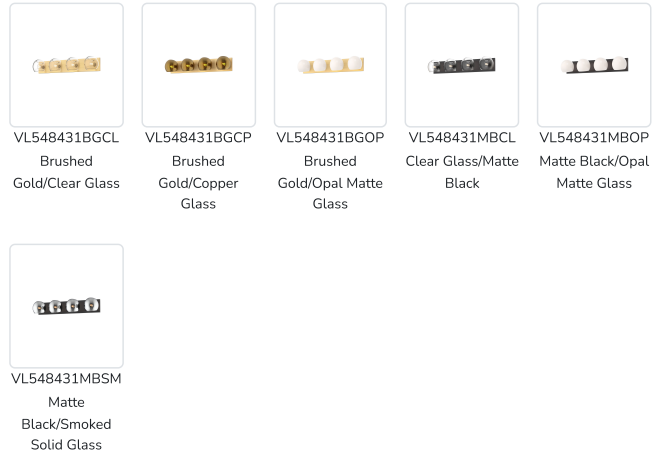 VL548431BGCL
Brushed
Gold/Clear Glass
VL548431BGCP
Brushed
Gold/Copper
Glass
VL548431BGOP
Brushed
Gold/Opal Matte
Glass
VL548431MBCL
Clear Glass/Matte
Black
VL548431MBOP
Matte Black/Opal
Matte Glass
VL548431MBSM
Matte
Black/Smoked
Solid Glass